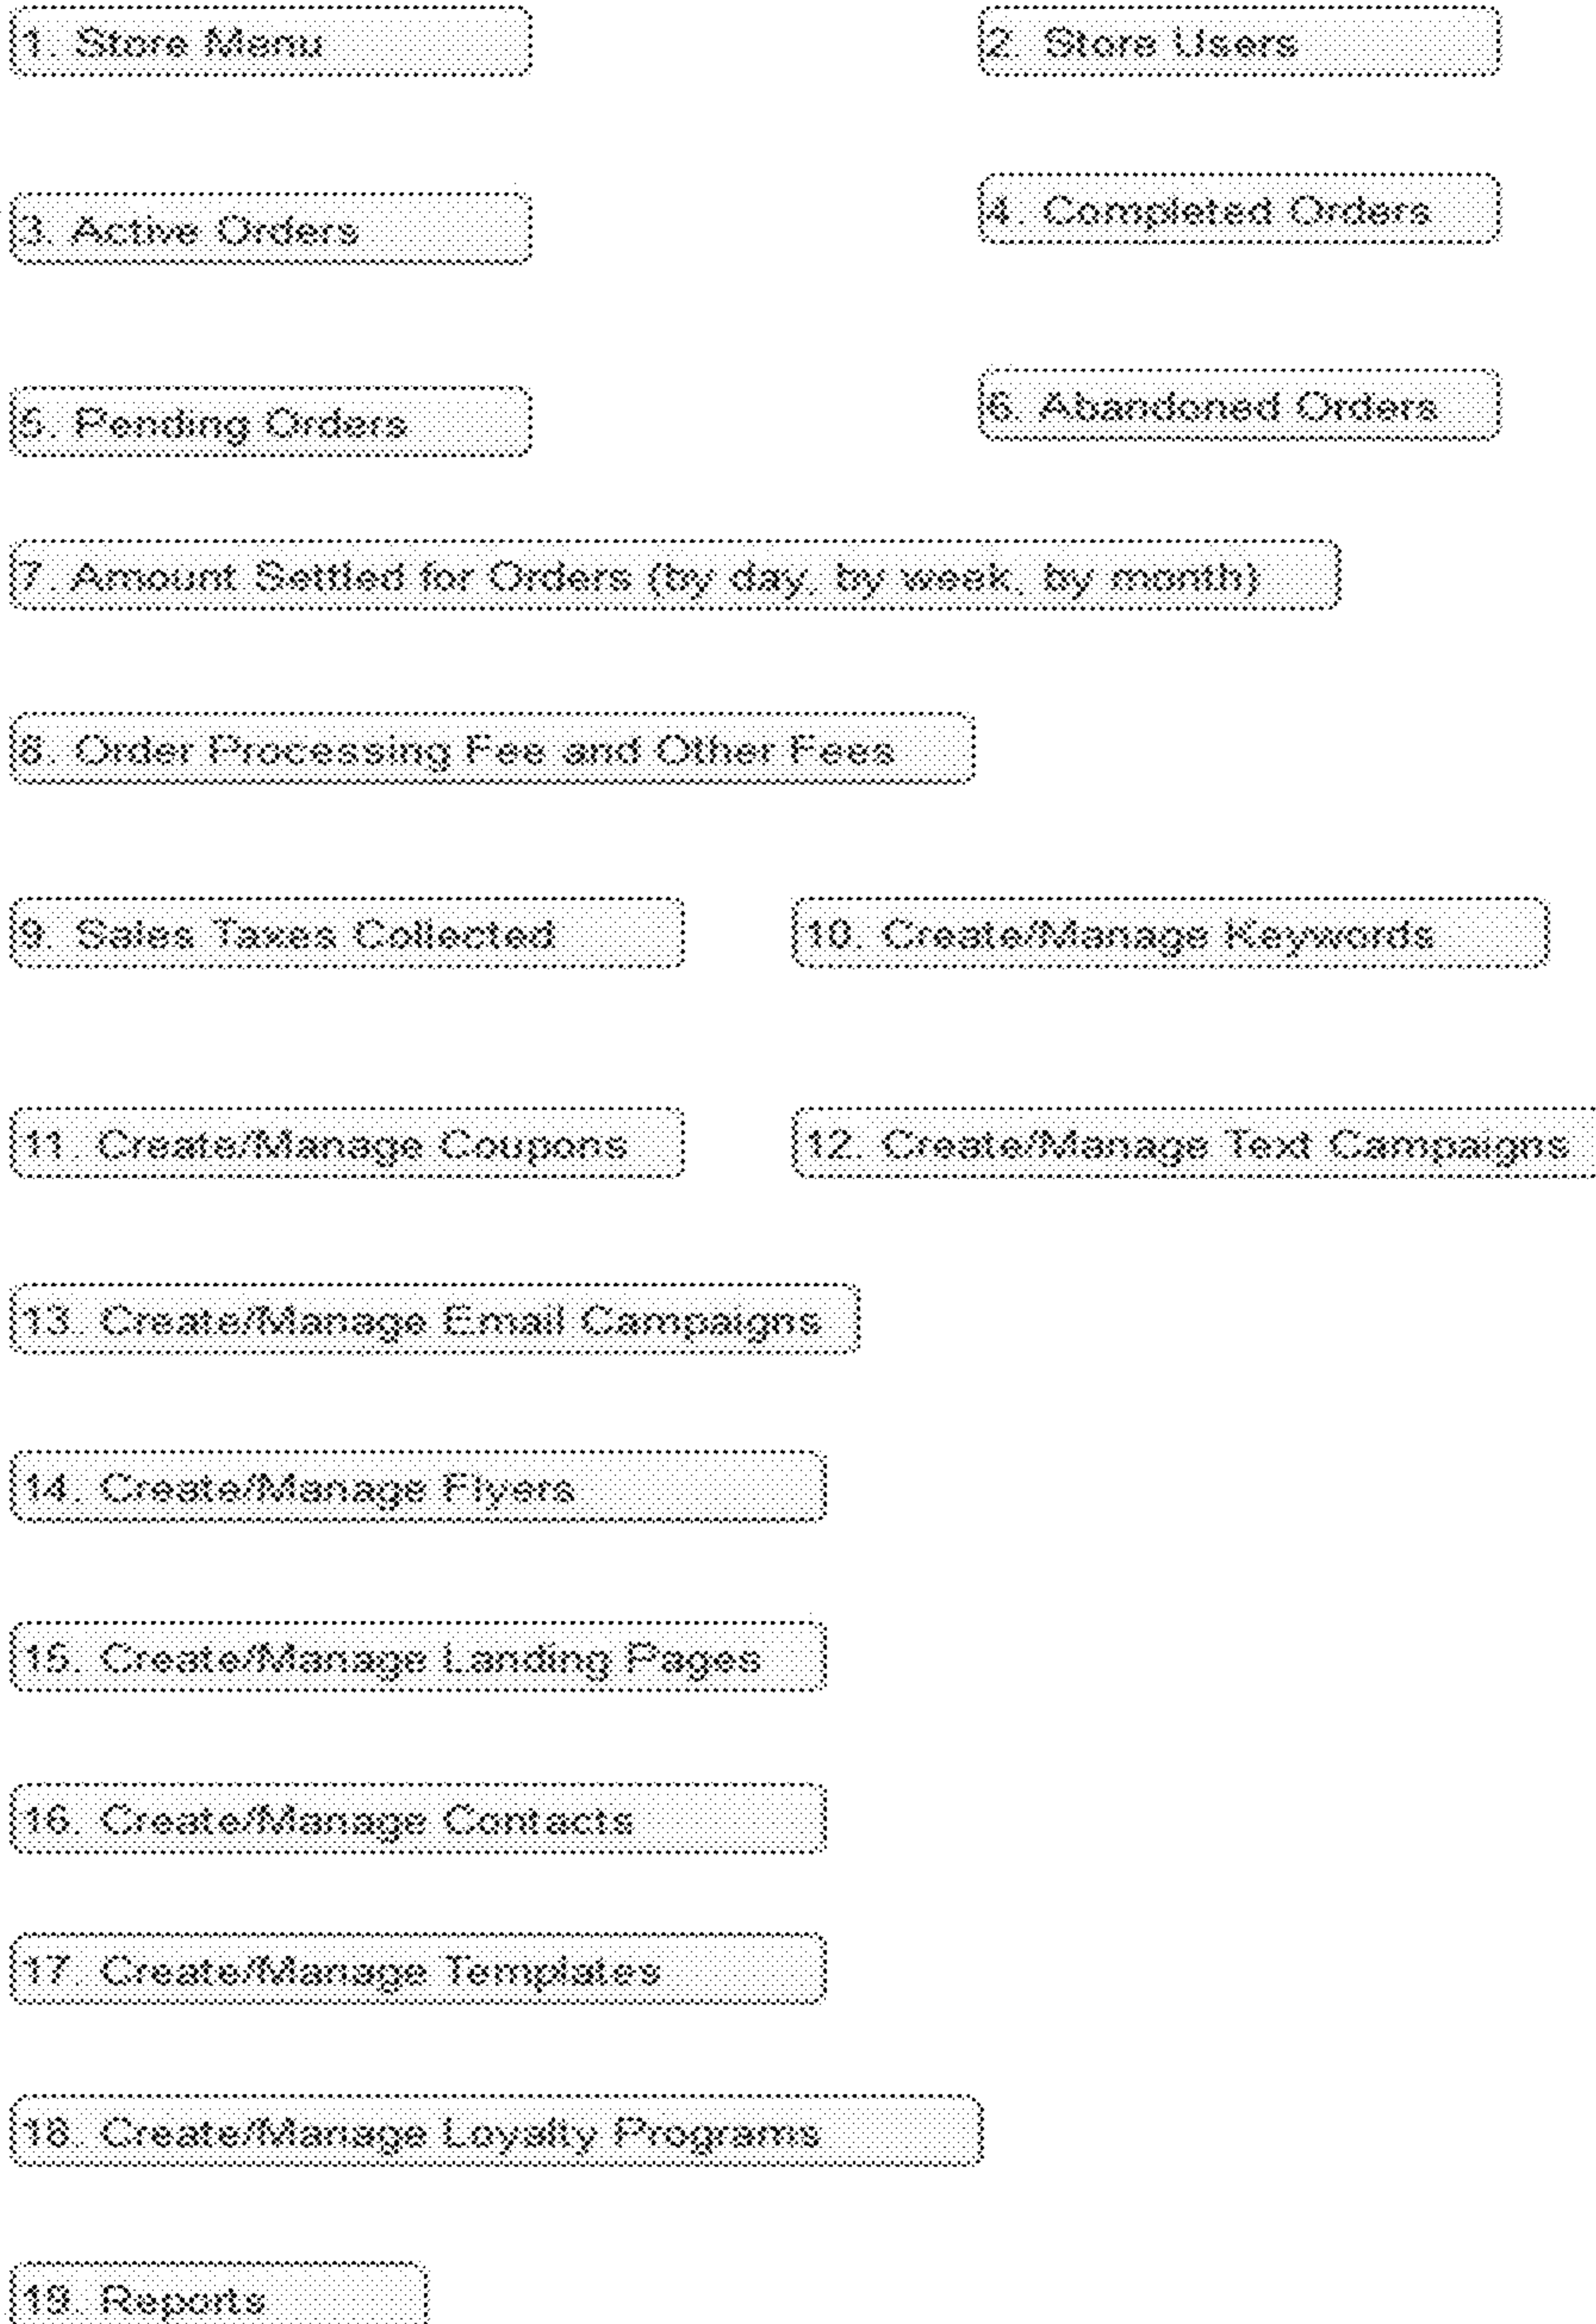 1. Store Menu
2. Store Users
3. Active Orders
4. Completed Orders
5. Pending Orders
6. Abandoned Orders
7. Amount Settled for Orders (by day, by week, by month)
8. Order Processing Fee and Other Fees
9. Sales Taxes Collected
10. Create/Manage Keywords
11. Create/Manage Coupons
12. Create/Manage Text Campaigns
13. Create/Manage Email Campaigns
14. Create/Manage Flyers
15. Create/Manage Landing Pages
16. Create/Manage Contacts
17. Create/Manage Templates
18. Create/Manage Loyalty Programs
19. Reports